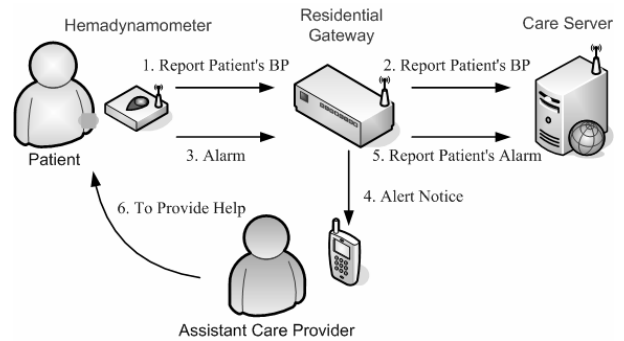 Hemadynamometer
Residential
Gateway
Care Server
1. Report Patient's BP
2. Report Patient's BP
3. Alarm
5. Report Patient's Alarm
Patient
4. Alert Notice
6. To Provide Help
Assistant Care Provider